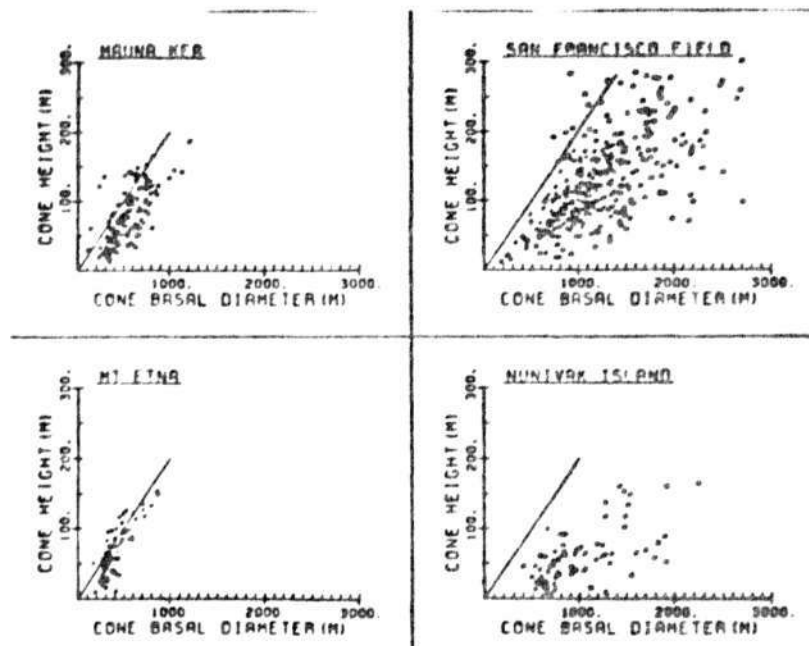 MAUNA KEA
300.
200.
100.
CONE HEIGHT (M)
1000. 2000. 3000.
CONE BASAL DIAMETER (M)
SAN FRANCISCO FIELD
300.
200.
100.
CONE HEIGHT (M)
1000. 2000. 3000.
CONE BASAL DIAMETER (M)
MT ETNA
300.
200.
100.
CONE HEIGHT (M)
1000 2000 3000
CONE BASAL DIAMETER (M)
NUNIVAK ISLAND
300.
200.
100.
CONE HEIGHT (M)
1000. 2000. 3000.
CONE BASAL DIAMETER (M)